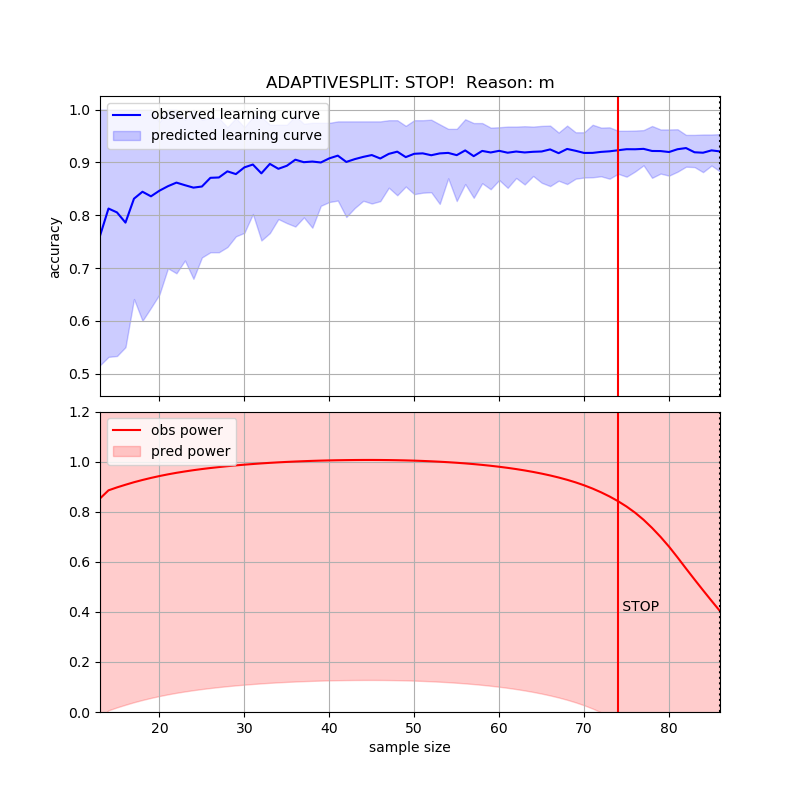 ADAPTIVESPLIT: STOP!  Reason: m
observed learning curve
predicted learning curve
accuracy
1.0
0.9
0.8
0.7
0.6
0.5
obs power
pred power
1.2
1.0
0.8
0.6
0.4
0.2
0.0
STOP
20 30 40 50 60 70 80
sample size